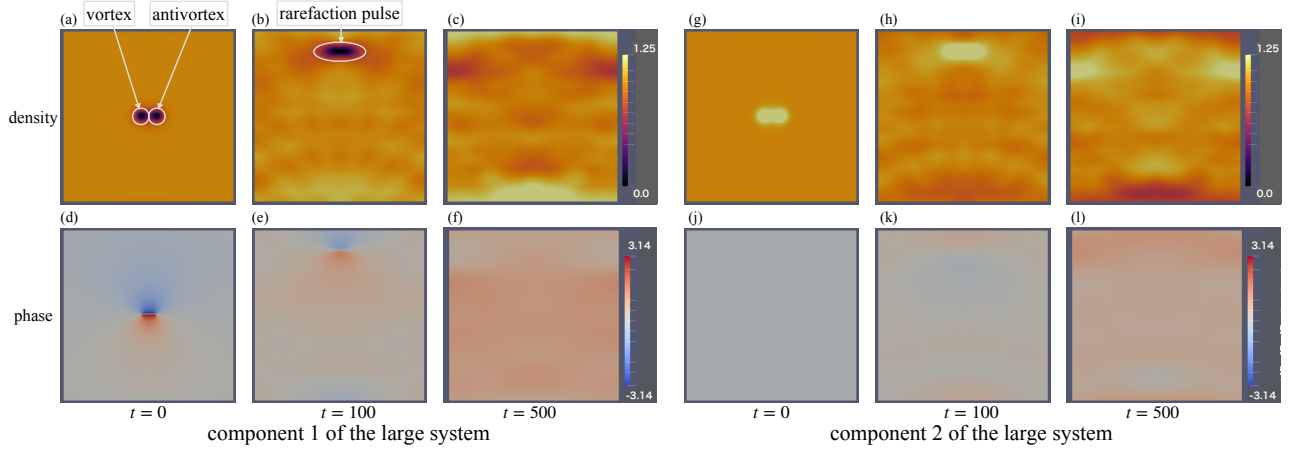 vortex antivortex rarefaction pulse
(a) (b) (c) (g) (h) (i)
1.25 1.25
density
0.0 0.0
(d) (e) (f) (j) (k) (l)
3.14 3.14
phase
-3.14 -3.14
t = 0 t = 100 t = 500 t = 0 t = 100 t = 500
component 1 of the large system component 2 of the large system